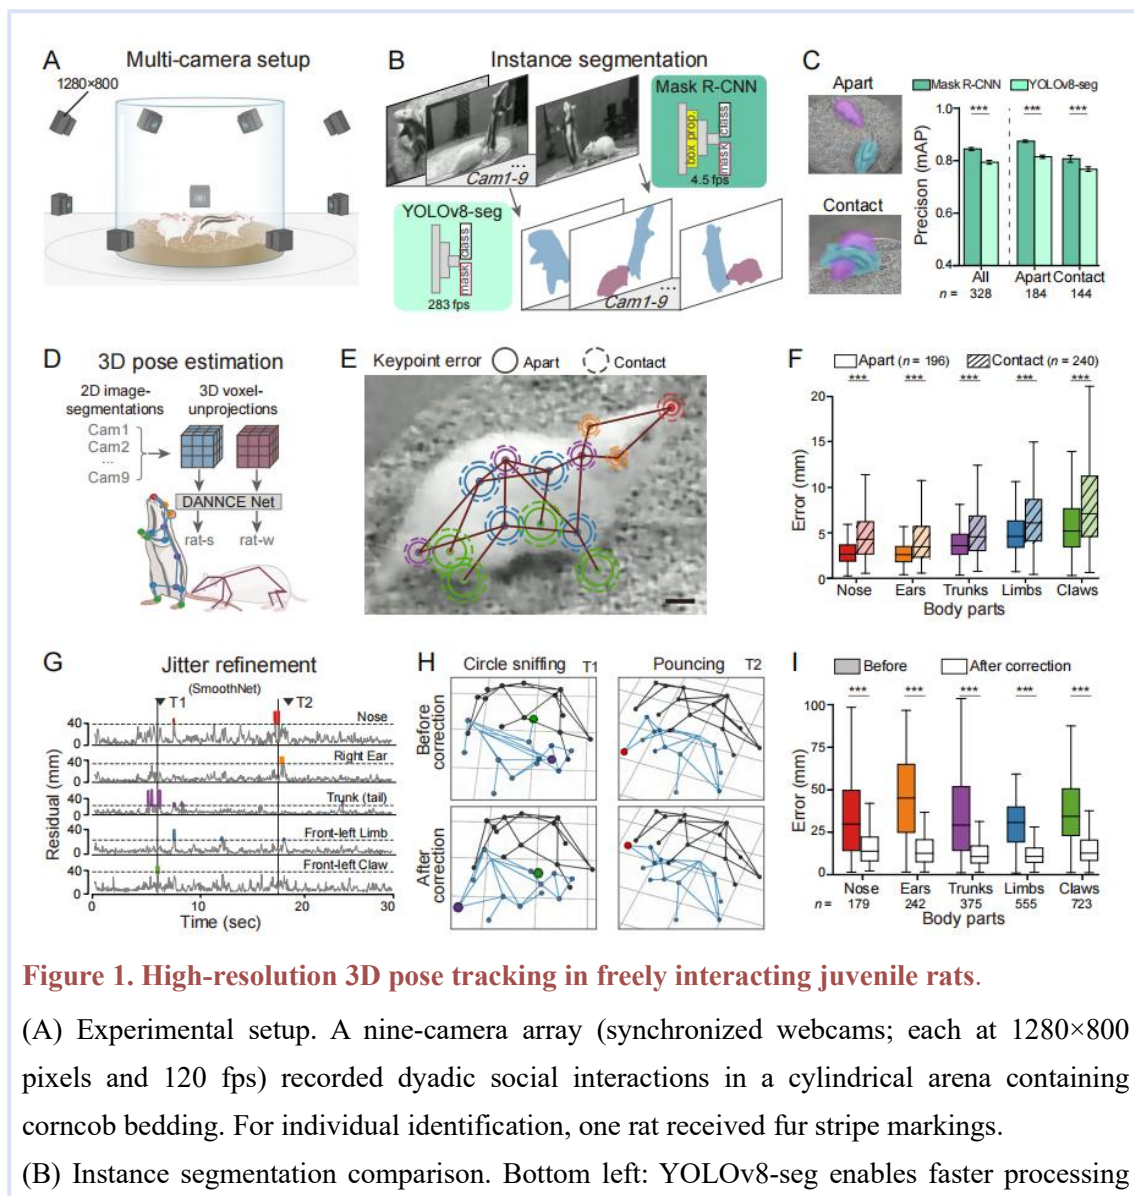 A Multi-camera setup
1280×800
B Instance segmentation
Mask R-CNN
box prop.
class
mask
4.5 fps
Cam1-9
...
YOLOv8-seg
class
mask
283 fps
Cam1-9
...
C
Apart
Contact
Mask R-CNN YOLOv8-seg
*** *** ***
Precison (mAP)
1.0
0.8
0.6
0.4
All Apart Contact
n = 328 184 144
D 3D pose estimation
2D image-segmentations
3D voxel-unprojections
Cam1
Cam2
...
Cam9
DANNCE Net
rat-s rat-w
E Keypoint error Apart Contact
F Apart (n = 196) Contact (n = 240)
*** *** *** *** ***
Error (mm)
20
15
10
5
0
Nose Ears Trunks Limbs Claws
Body parts
G Jitter refinement
(SmoothNet)
T1 T2
Residual (mm)
40 Nose
0
40 Right Ear
0
40 Trunk (tail)
0
40 Front-left Limb
0
40 Front-left Claw
0
0 10 20 30
Time (sec)
H Circle sniffing T1 Pouncing T2
Before correction
After correction
I Before After correction
*** *** *** *** ***
Error (mm)
100
75
50
25
0
Nose Ears Trunks Limbs Claws
n = 179 242 375 555 723
Body parts
Figure 1. High-resolution 3D pose tracking in freely interacting juvenile rats.
(A) Experimental setup. A nine-camera array (synchronized webcams; each at 1280×800
pixels and 120 fps) recorded dyadic social interactions in a cylindrical arena containing
corncob bedding. For individual identification, one rat received fur stripe markings.
(B) Instance segmentation comparison. Bottom left: YOLOv8-seg enables faster processing